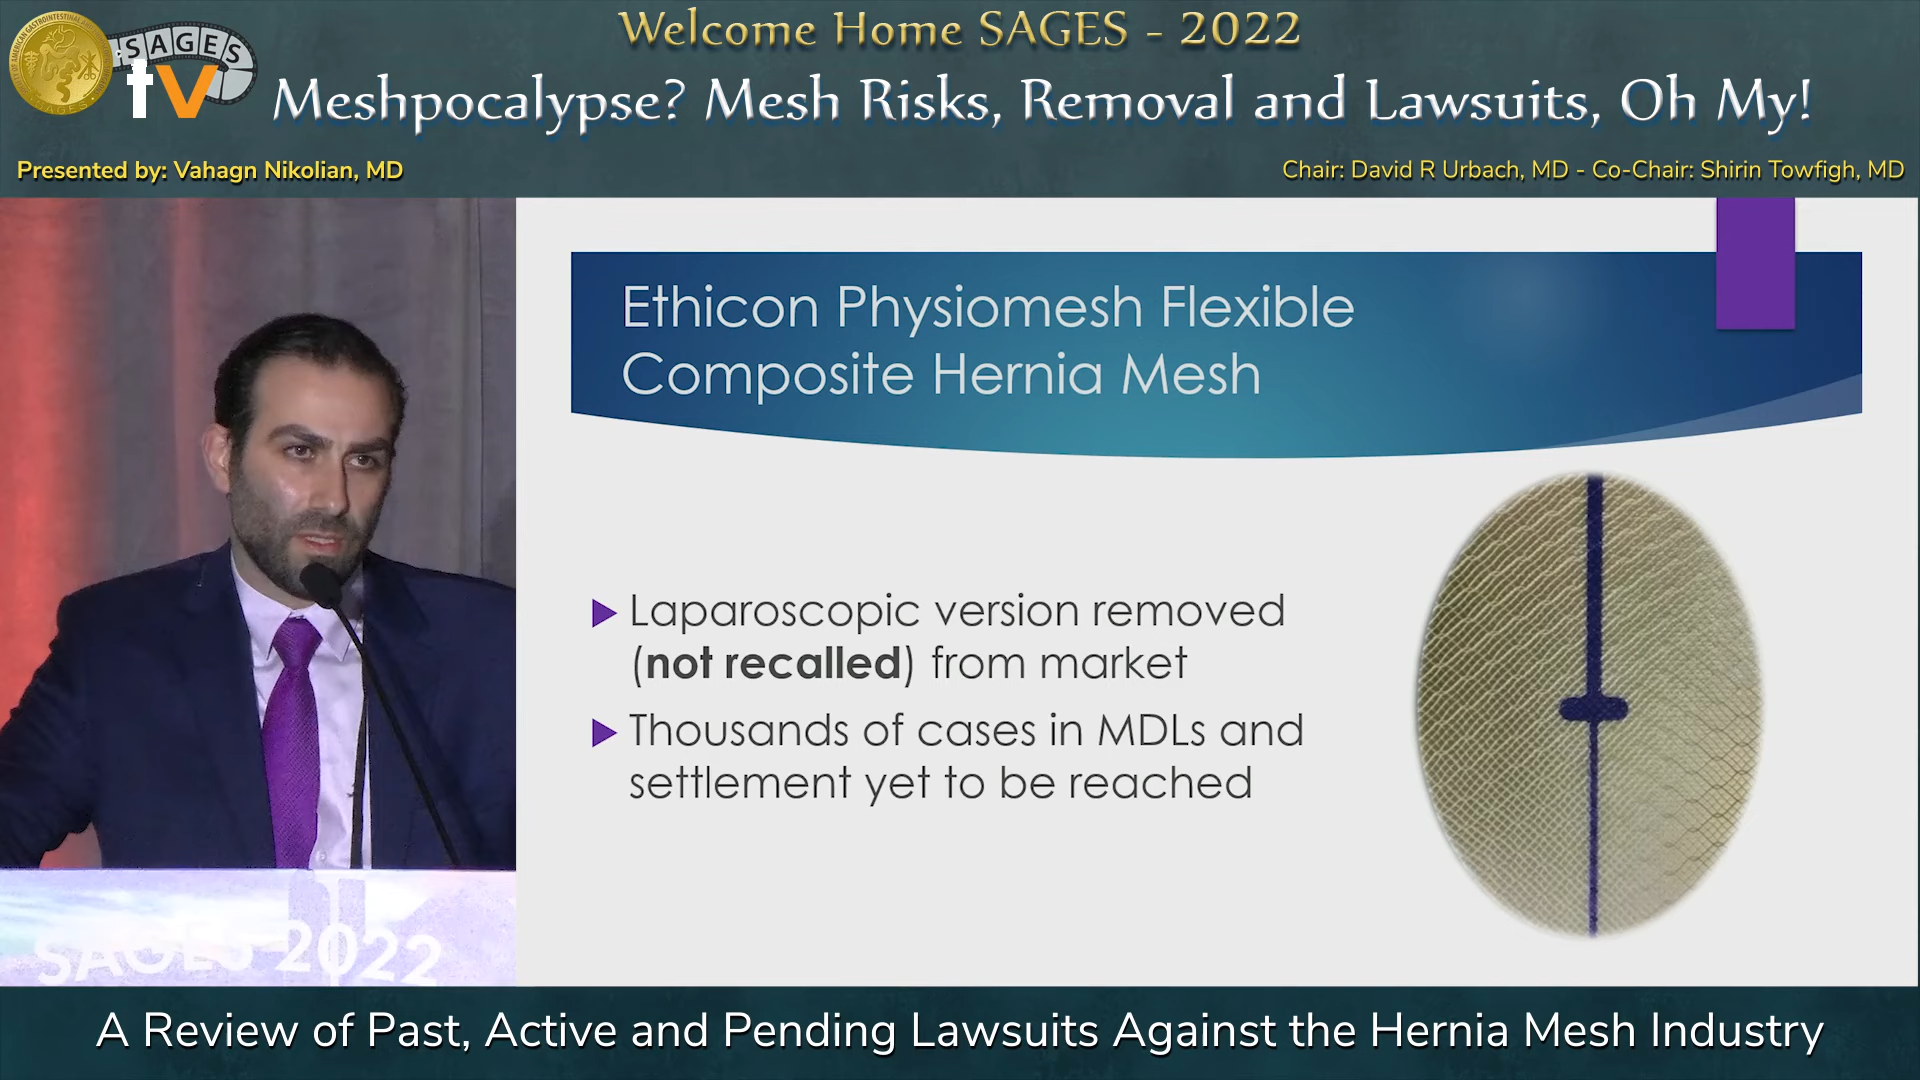 Welcome Home SAGES - 2022
SAGES
tv
Meshpocalypse? Mesh Risks, Removal and Lawsuits, Oh My!
Presented by: Vahagn Nikolian, MD
Chair: David R Urbach, MD - Co-Chair: Shirin Towfigh, MD
Ethicon Physiomesh Flexible
Composite Hernia Mesh
Laparoscopic version removed
(not recalled) from market
Thousands of cases in MDLs and
settlement yet to be reached
SAGES 2022
A Review of Past, Active and Pending Lawsuits Against the Hernia Mesh Industry